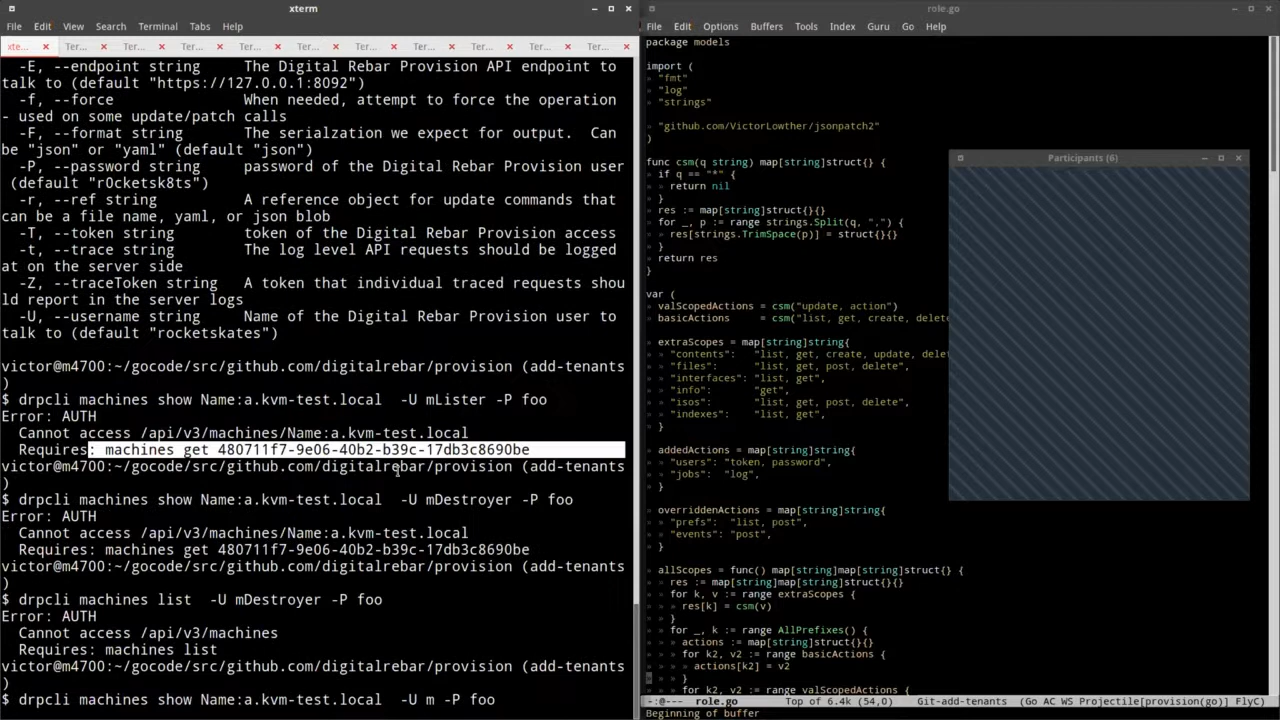 xterm
File Edit View Search Terminal Tabs Help
xte... Ter... Ter... Ter... Ter... Ter... Ter... Ter... Ter... Ter... Ter...
-E, --endpoint string The Digital Rebar Provision API endpoint to
talk to (default "https://127.0.0.1:8092")
-f, --force When needed, attempt to force the operation
- used on some update/patch calls
-F, --format string The serialzation we expect for output. Can
be "json" or "yaml" (default "json")
-P, --password string password of the Digital Rebar Provision user
(default "r0cketsk8ts")
-r, --ref string A reference object for update commands that
can be a file name, yaml, or json blob
-T, --token string token of the Digital Rebar Provision access
-t, --trace string The log level API requests should be logged
at on the server side
-Z, --traceToken string A token that individual traced requests shou
ld report in the server logs
-U, --username string Name of the Digital Rebar Provision user to
talk to (default "rocketskates")
victor@m4700:~/gocode/src/github.com/digitalrebar/provision (add-tenants
)
$ drpcli machines show Name:a.kvm-test.local -U mLister -P foo
Error: AUTH
Cannot access /api/v3/machines/Name:a.kvm-test.local
Requires: machines get 480711f7-9e06-40b2-b39c-17db3c8690be
victor@m4700:~/gocode/src/github.com/digitalrebar/provision (add-tenants
)
$ drpcli machines show Name:a.kvm-test.local -U mDestroyer -P foo
Error: AUTH
Cannot access /api/v3/machines/Name:a.kvm-test.local
Requires: machines get 480711f7-9e06-40b2-b39c-17db3c8690be
victor@m4700:~/gocode/src/github.com/digitalrebar/provision (add-tenants
)
$ drpcli machines list -U mDestroyer -P foo
Error: AUTH
Cannot access /api/v3/machines
Requires: machines list
victor@m4700:~/gocode/src/github.com/digitalrebar/provision (add-tenants
)
$ drpcli machines show Name:a.kvm-test.local -U m -P foo
role.go
File Edit Options Buffers Tools Index Guru Go Help
package models
import (
» "fmt"
» "log"
» "strings"
» "github.com/VictorLowther/jsonpatch2"
)
func csm(q string) map[string]struct{} {
» if q == "*" {
» » return nil
» }
» res := map[string]struct{}{}
» for _, p := range strings.Split(q, ",") {
» » res[strings.TrimSpace(p)] = struct{}{}
» }
» return res
}
var (
» valScopedActions = csm("update, action")
» basicActions = csm("list, get, create, delete
» extraScopes = map[string]string{
» » "contents": "list, get, create, update, delet
» » "files": "list, get, post, delete",
» » "interfaces": "list, get",
» » "info": "get",
» » "isos": "list, get, post, delete",
» » "indexes": "list, get",
» }
» addedActions = map[string]string{
» » "users": "token, password",
» » "jobs": "log",
» }
» overriddenActions = map[string]string{
» » "prefs": "list, post",
» » "events": "post",
» }
» allScopes = func() map[string]map[string]struct{} {
» » res := map[string]map[string]struct{}{}
» » for k, v := range extraScopes {
» » » res[k] = csm(v)
» » }
» » for _, k := range AllPrefixes() {
» » » actions := map[string]struct{}{}
» » » for k2, v2 := range basicActions {
» » » » actions[k2] = v2
» » » }
» » » for k2, v2 := range valScopedActions {
-:@--- role.go Top of 6.4k (54,0) Git-add-tenants (Go AC WS Projectile[provision(go)] FlyC)
Beginning of buffer
Participants (6)